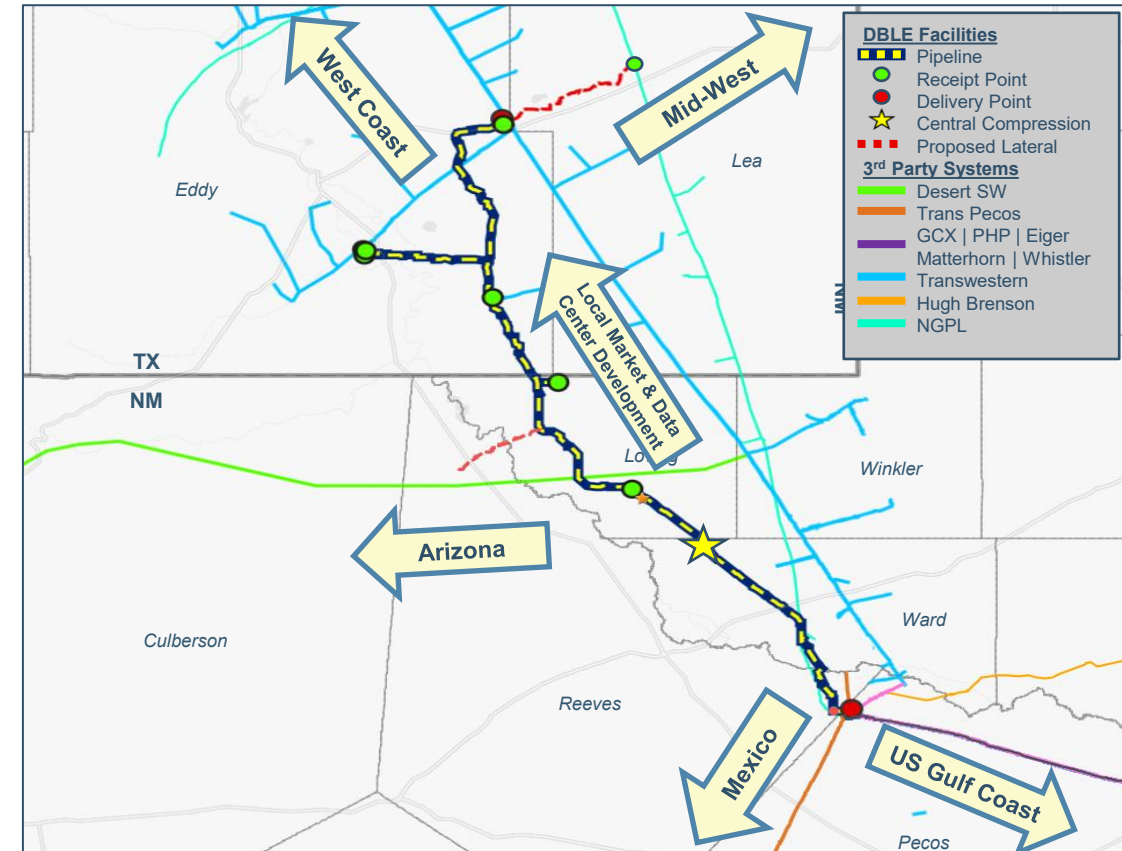 DBLE Facilities
Pipeline
Receipt Point
Delivery Point
Central Compression
Proposed Lateral
3rd Party Systems
Desert SW
Trans Pecos
GCX | PHP | Eiger
Matterhorn | Whistler
Transwestern
Hugh Brenson
NGPL
West Coast
Mid-West
Lea
Eddy
NM
Local Market & Data
Center Development
TX
NM
Winkler
Arizona
Ward
Culberson
Reeves
Mexico
US Gulf Coast
Pecos